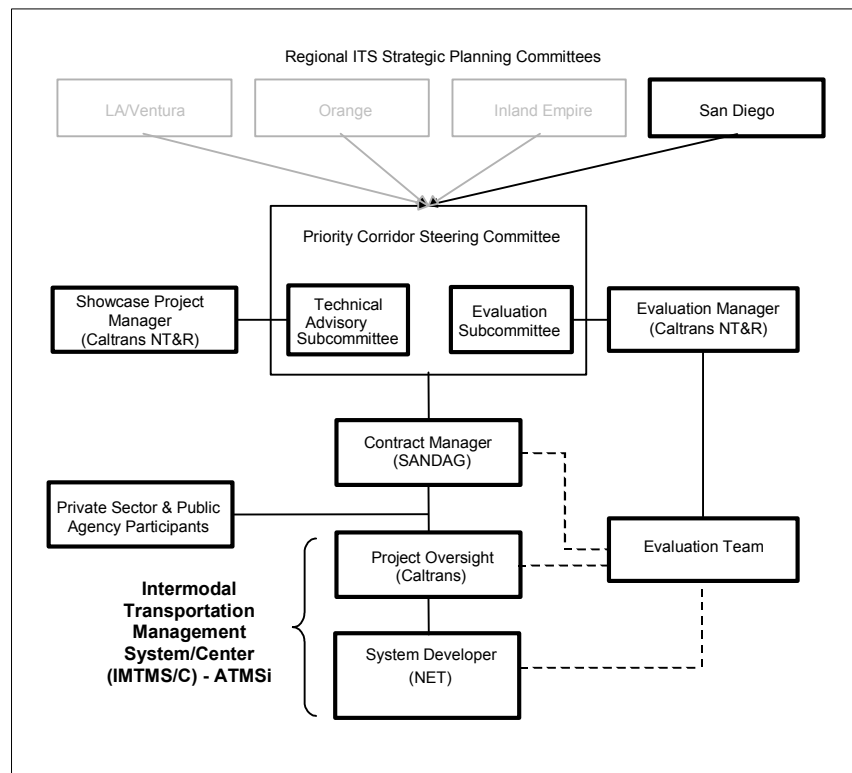 Regional ITS Strategic Planning Committees
LA/Ventura
Orange
Inland Empire
San Diego
Priority Corridor Steering Committee
Showcase Project
Manager
(Caltrans NT&R)
Technical
Advisory
Subcommittee
Evaluation
Subcommittee
Evaluation Manager
(Caltrans NT&R)
Contract Manager
(SANDAG)
Private Sector & Public
Agency Participants
Project Oversight
(Caltrans)
Evaluation Team
Intermodal
Transportation
Management
System/Center
(IMTMS/C) - ATMSi
System Developer
(NET)